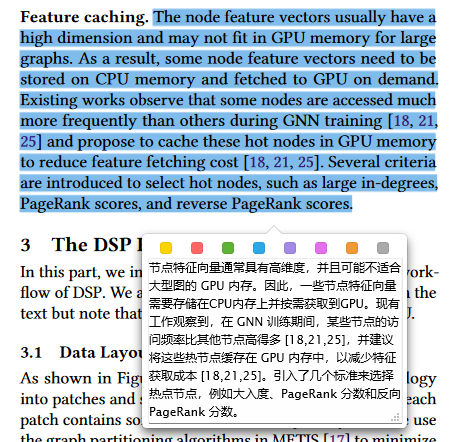 Feature caching. The node feature vectors usually have a
high dimension and may not fit in GPU memory for large
graphs. As a result, some node feature vectors need to be
stored on CPU memory and fetched to GPU on demand.
Existing works observe that some nodes are accessed much
more frequently than others during GNN training [18, 21,
25] and propose to cache these hot nodes in GPU memory
to reduce feature fetching cost [18, 21, 25]. Several criteria
are introduced to select hot nodes, such as large in-degrees,
PageRank scores, and reverse PageRank scores.
3 The DSP
In this part, we in
work-
flow of DSP. We a
the
text but note that
3.1 Data Layou
As shown in Figu
logy
into patches and s
each
patch contains so
use
the graph partitioning algorithms in METIS [17] to minimize
节点特征向量通常具有高维度，并且可能不适合
大型图的 GPU 内存。因此，一些节点特征向量
需要存储在CPU内存上并按需获取到GPU。现有
工作观察到，在 GNN 训练期间，某些节点的访
问频率比其他节点高得多 [18,21,25]，并建议
将这些热节点缓存在 GPU 内存中，以减少特征
获取成本 [18,21,25]。引入了几个标准来选择
热节点，例如大入度、PageRank 分数和反向
PageRank 分数。